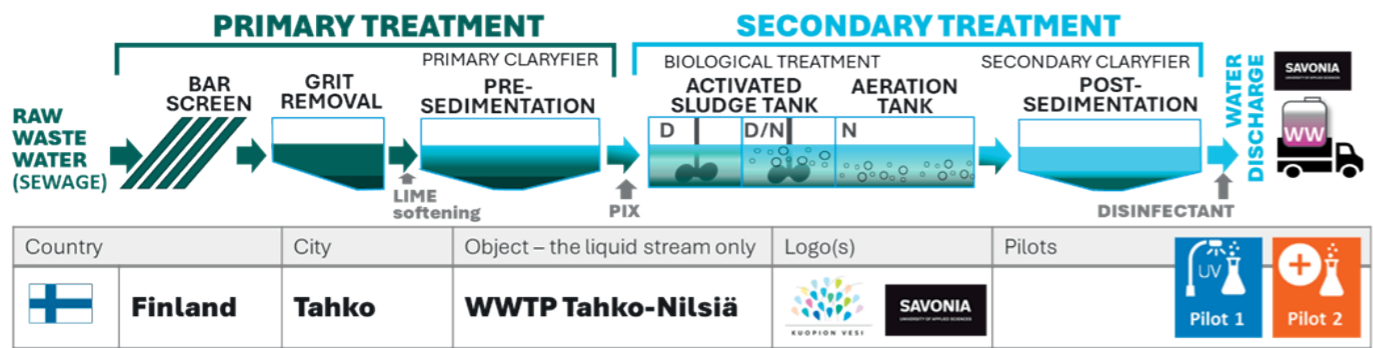 PRIMARY TREATMENT
SECONDARY TREATMENT
PRIMARY CLARYFIER
BIOLOGICAL TREATMENT
SECONDARY CLARYFIER
RAW
WASTE
WATER
(SEWAGE)
BAR
SCREEN
GRIT
REMOVAL
PRE-
SEDIMENTATION
ACTIVATED
SLUDGE TANK
AERATION
TANK
POST-
SEDIMENTATION
D
D/N
N
WATER
DISCHARGE
SAVONIA
UNIVERSITY OF APPLIED SCIENCES
WW
LIME
softening
PIX
DISINFECTANT
Country
City
Object – the liquid stream only
Logo(s)
Pilots
Finland
Tahko
WWTP Tahko-Nilsiä
KUOPION VESI
SAVONIA
UNIVERSITY OF APPLIED SCIENCES
UV
Pilot 1
Pilot 2